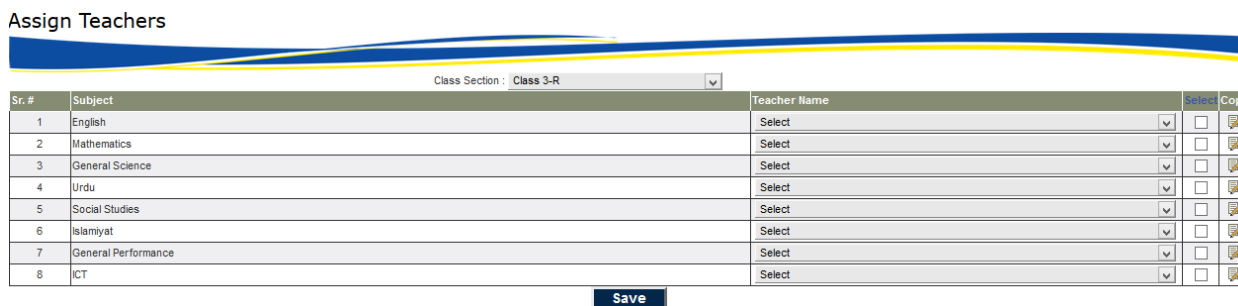 Assign Teachers
Class Section : Class 3-R
Sr. # Subject Teacher Name Select
1 English Select
2 Mathematics Select
3 General Science Select
4 Urdu Select
5 Social Studies Select
6 Islamiyat Select
7 General Performance Select
8 ICT Select
Save